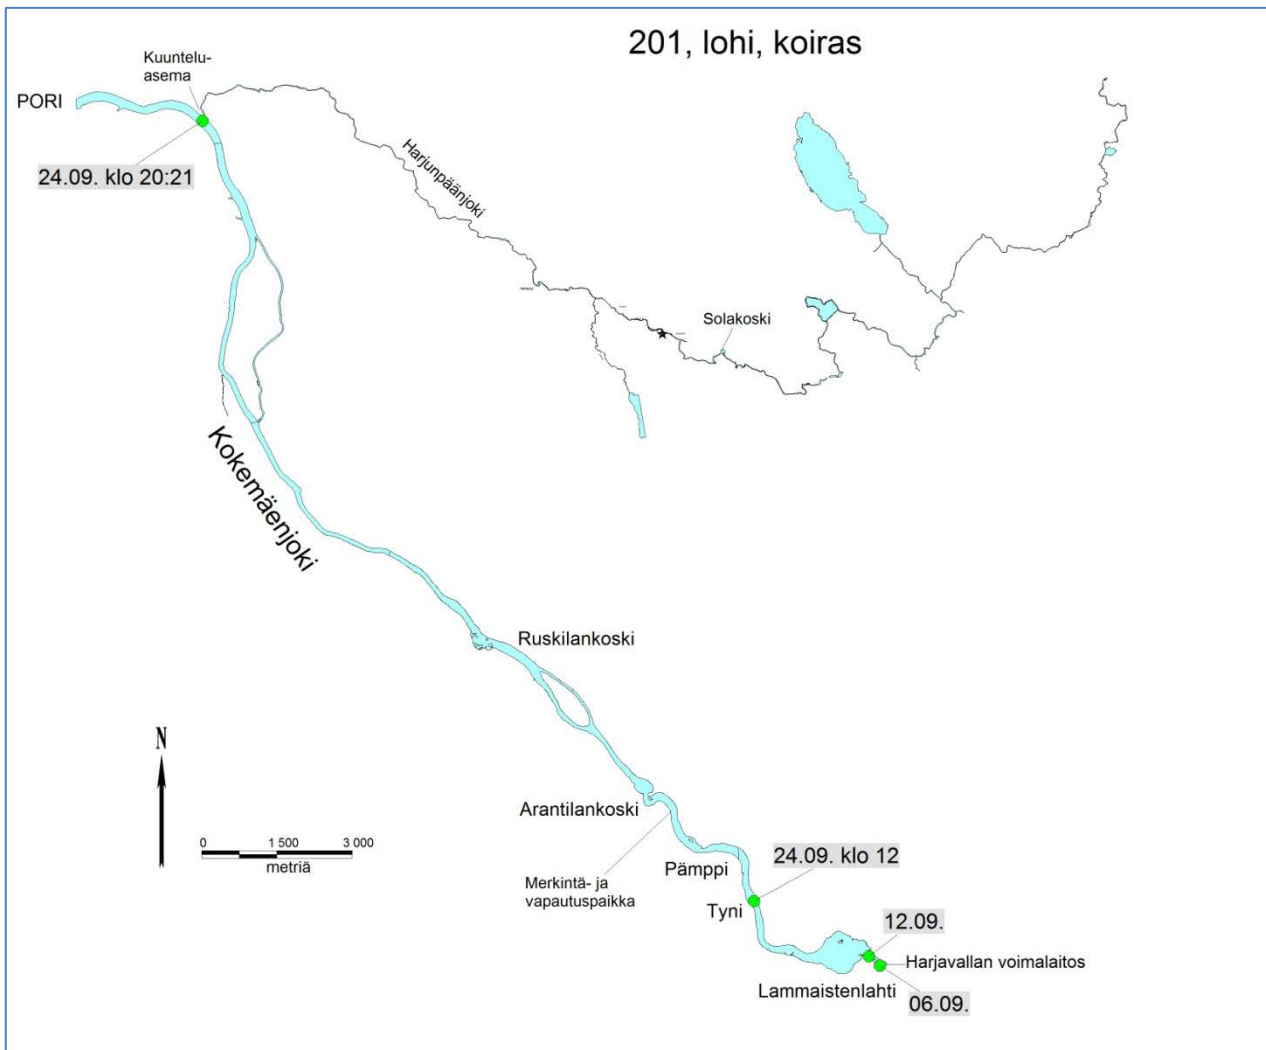 201, lohi, koiras
Kuuntelu-
asema
PORI
24.09. klo 20:21
Harjunpäänjoki
Solakoski
Kokemäenjoki
Ruskilankoski
N
Arantilankoski
0 1 500 3 000
metriä
Merkintä- ja
vapautuspaikka
Pämppi
24.09. klo 12
Tyni
12.09.
Harjavallan voimalaitos
Lammaistenlahti
06.09.